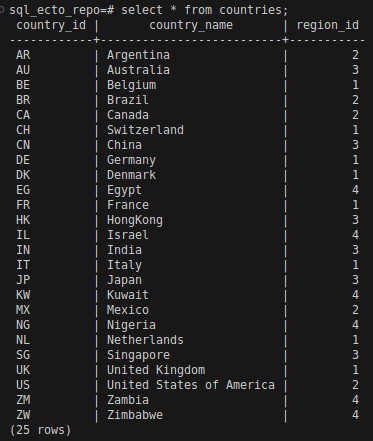 sql_ecto_repo=# select * from countries;
 country_id |       country_name       | region_id
------------+--------------------------+-----------
 AR         | Argentina                |         2
 AU         | Australia                |         3
 BE         | Belgium                  |         1
 BR         | Brazil                   |         2
 CA         | Canada                   |         2
 CH         | Switzerland              |         1
 CN         | China                    |         3
 DE         | Germany                  |         1
 DK         | Denmark                  |         1
 EG         | Egypt                    |         4
 FR         | France                   |         1
 HK         | HongKong                 |         3
 IL         | Israel                   |         4
 IN         | India                    |         3
 IT         | Italy                    |         1
 JP         | Japan                    |         3
 KW         | Kuwait                   |         4
 MX         | Mexico                   |         2
 NG         | Nigeria                  |         4
 NL         | Netherlands              |         1
 SG         | Singapore                |         3
 UK         | United Kingdom           |         1
 US         | United States of America |         2
 ZM         | Zambia                   |         4
 ZW         | Zimbabwe                 |         4
(25 rows)